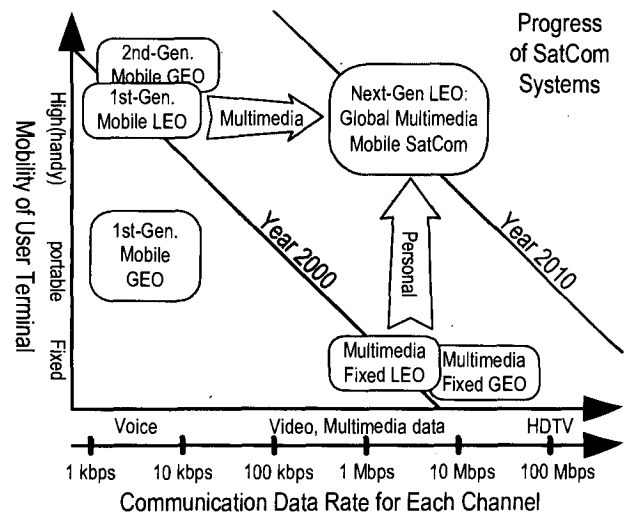 Progress
of SatCom
Systems
2nd-Gen.
Mobile GEO
1st-Gen.
Mobile LEO
Multimedia
Next-Gen LEO:
Global Multimedia
Mobile SatCom
1st-Gen.
Mobile
GEO
Year 2000
Personal
Year 2010
Multimedia
Fixed LEO
Multimedia
Fixed GEO
Mobility of User Terminal
High(handy)
portable
Fixed
Voice
Video, Multimedia data
HDTV
1 kbps
10 kbps
100 kbps
1 Mbps
10 Mbps
100 Mbps
Communication Data Rate for Each Channel